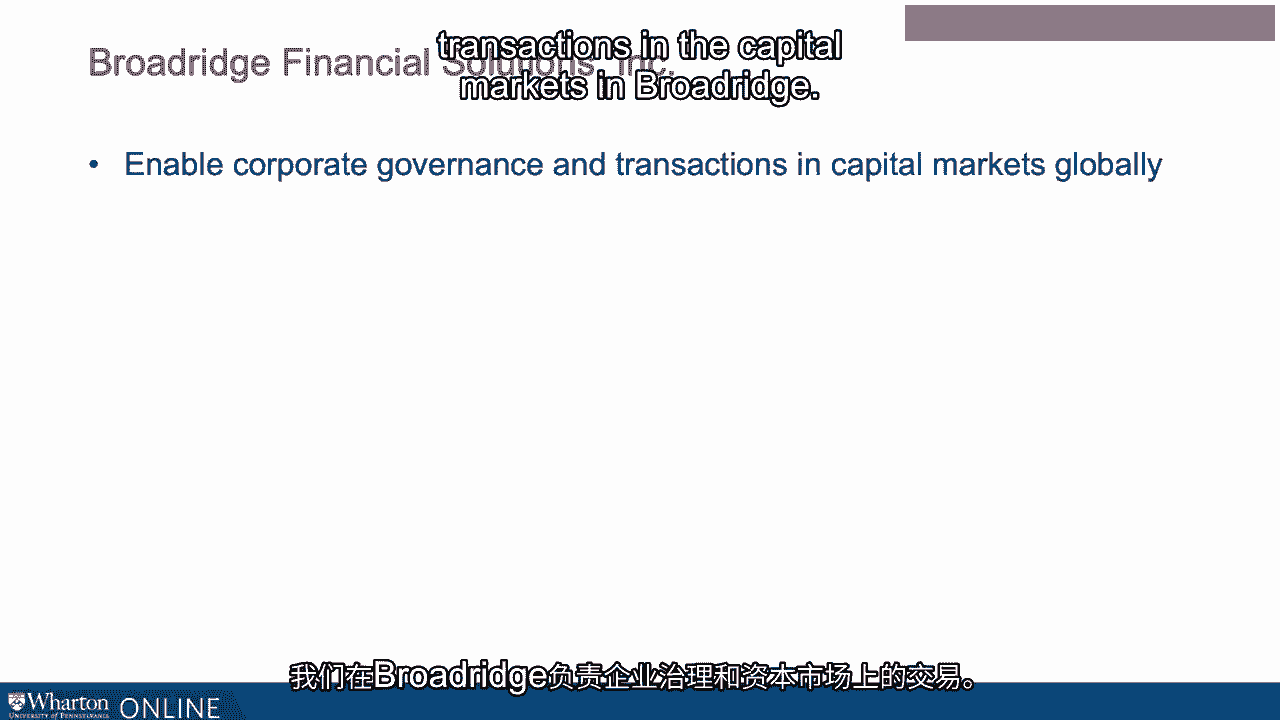 transactions in the capital
markets in Broadridge.
Broadridge Financial Solutions, Inc.
• Enable corporate governance and transactions in capital markets globally
我们在Broadridge负责企业治理和资本市场上的交易。
Wharton
UNIVERSITY of PENNSYLVANIA
ONLINE